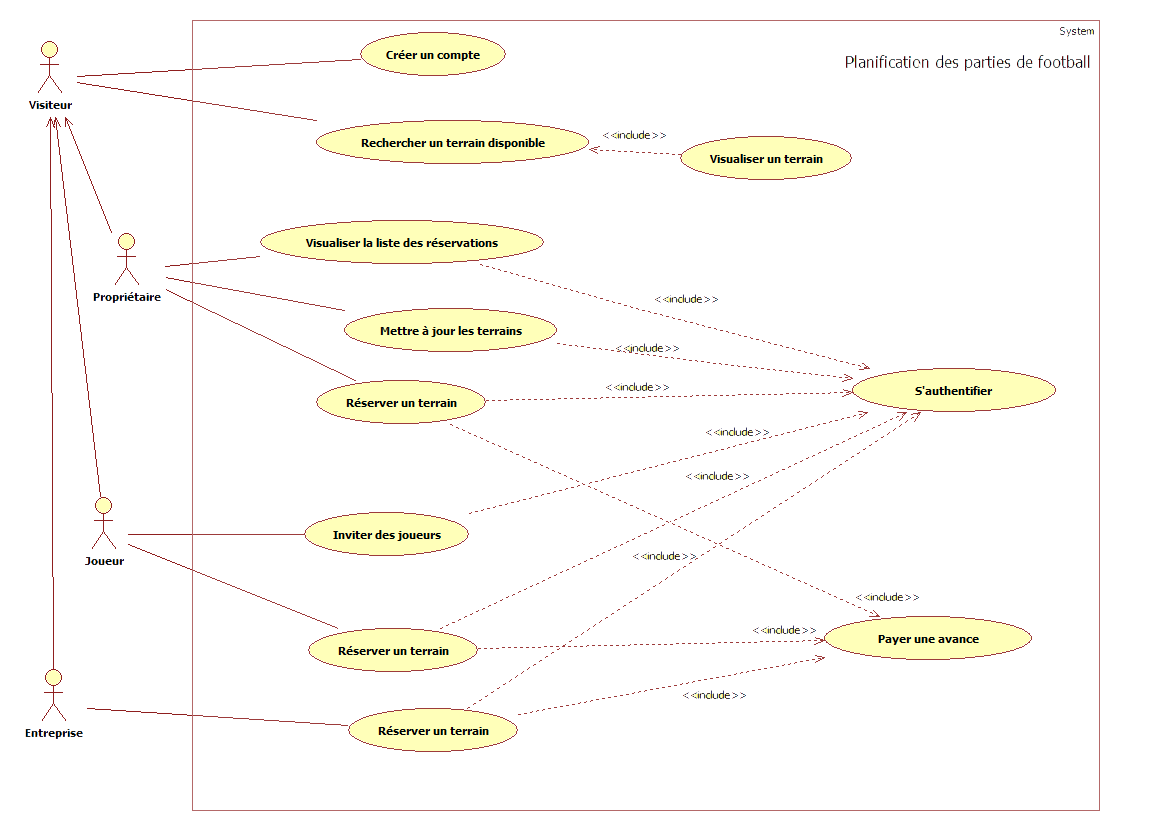 System
Planification des parties de football
Créer un compte
Visiteur
Rechercher un terrain disponible
<<include>>
Visualiser un terrain
Visualiser la liste des réservations
Propriétaire
<<include>>
Mettre à jour les terrains
<<include>>
<<include>>
S'authentifier
Réserver un terrain
<<include>>
<<include>>
Inviter des joueurs
Joueur
<<include>>
<<include>>
<<include>>
Payer une avance
Réserver un terrain
<<include>>
Réserver un terrain
Entreprise